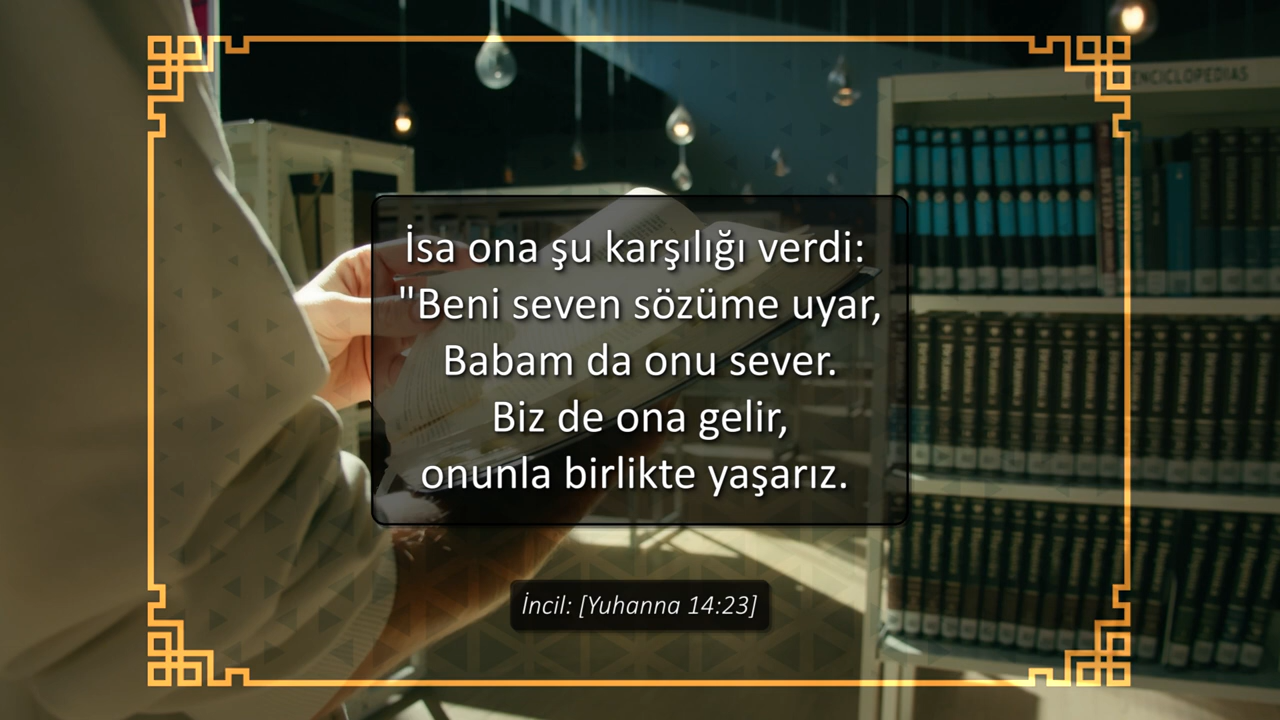 ENCICLOPEDIAS
İsa ona şu karşılığı verdi:
"Beni seven sözüme uyar,
Babam da onu sever.
Biz de ona gelir,
onunla birlikte yaşarız.
İncil: [Yuhanna 14:23]